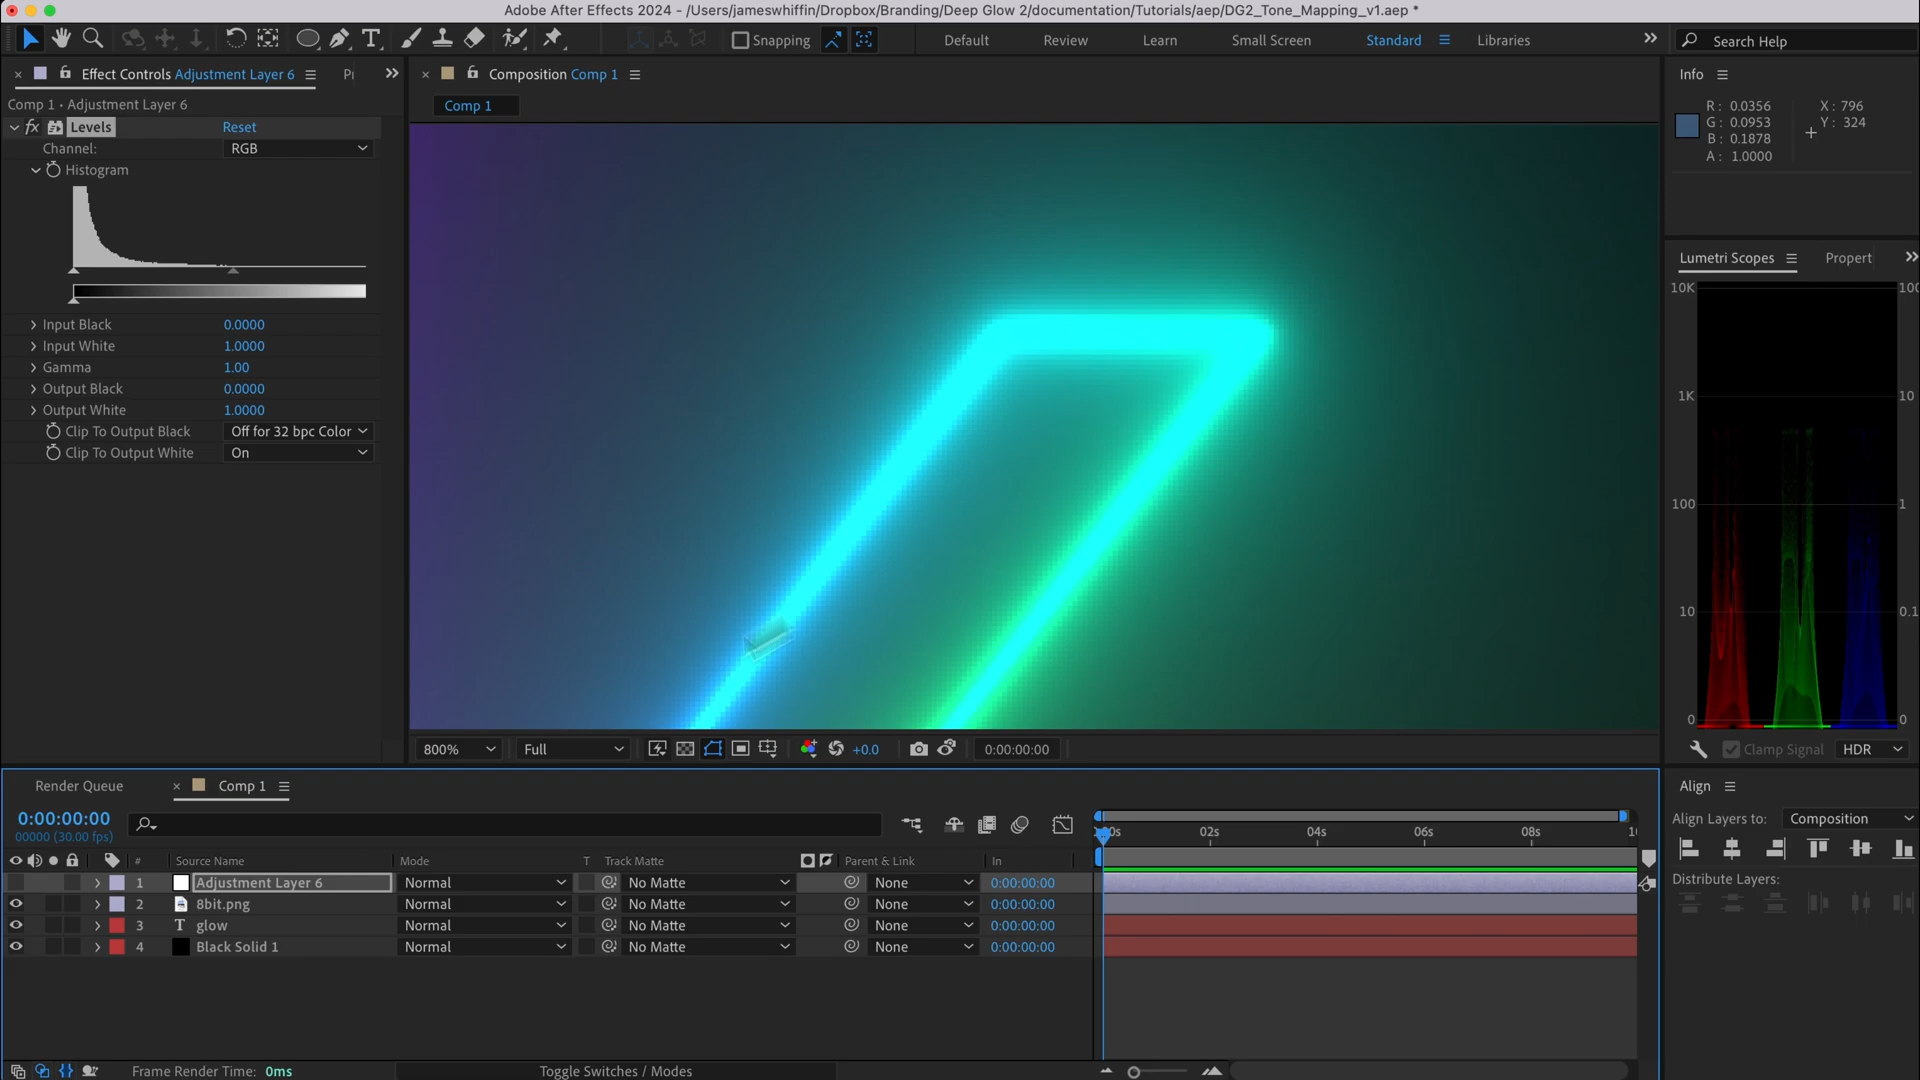 Adobe After Effects 2024 - /Users/jameswhiffin/Dropbox/Branding/Deep Glow 2/documentation/Tutorials/aep/DG2_Tone_Mapping_v1.aep *
Snapping
Default
Review
Learn
Small Screen
Standard
Libraries
Search Help
Effect Controls Adjustment Layer 6
Pi
Composition Comp 1
Info
Comp 1 • Adjustment Layer 6
Comp 1
R : 0.0356
X : 796
G : 0.0953
Y : 324
B : 0.1878
A : 1.0000
fx Levels
Reset
Channel:
RGB
Histogram
Input Black
0.0000
Input White
1.0000
Gamma
1.00
Output Black
0.0000
Output White
1.0000
Clip To Output Black
Off for 32 bpc Color
Clip To Output White
On
Lumetri Scopes
Propert
10K
100
1K
10
100
1
10
0.1
0
0
Clamp Signal
HDR
800%
Full
+0.0
0:00:00:00
Render Queue
Comp 1
Align
0:00:00:00
00000 (30.00 fps)
Align Layers to:
Composition
02s
04s
06s
08s
Distribute Layers:
#
Source Name
Mode
T
Track Matte
Parent & Link
In
1
Adjustment Layer 6
Normal
No Matte
None
0:00:00:00
2
8bit.png
Normal
No Matte
None
0:00:00:00
3
T
glow
Normal
No Matte
None
0:00:00:00
4
Black Solid 1
Normal
No Matte
None
0:00:00:00
Frame Render Time: 0ms
Toggle Switches / Modes